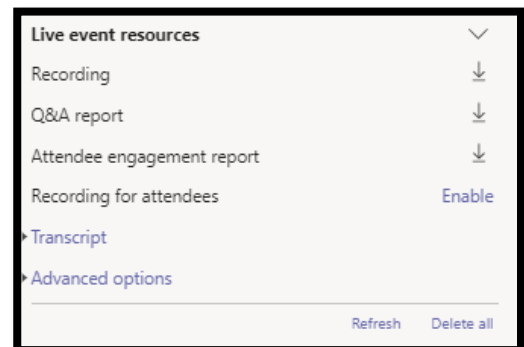 Live event resources
Recording
Q&A report
Attendee engagement report
Recording for attendees Enable
Transcript
Advanced options
Refresh Delete all